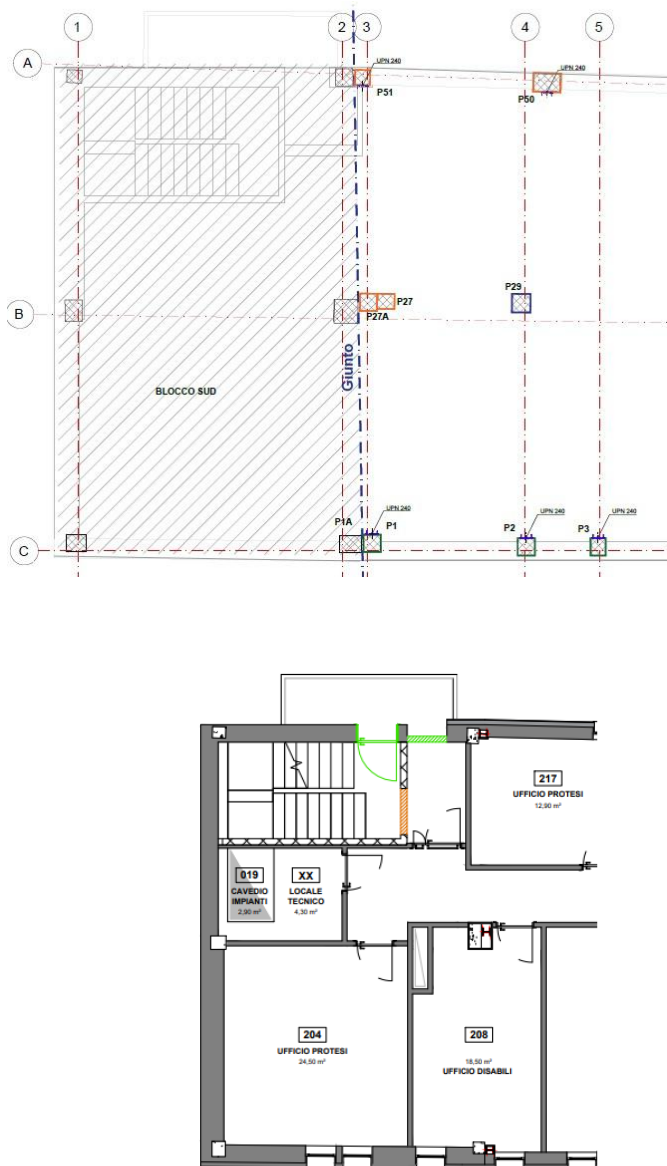 1
2
3
4
5
A
UPN 240
UPN 240
P51
P50
P29
P27
P27A
B
Giunto
BLOCCO SUD
UPN 240
UPN 240
UPN 240
P1A
P1
P2
P3
C
217
UFFICIO PROTESI
12,90 m²
019
XX
CAVEDIO
IMPIANTI
2,90 m²
LOCALE
TECNICO
4,30 m²
204
UFFICIO PROTESI
24,50 m²
208
18,50 m²
UFFICIO DISABILI